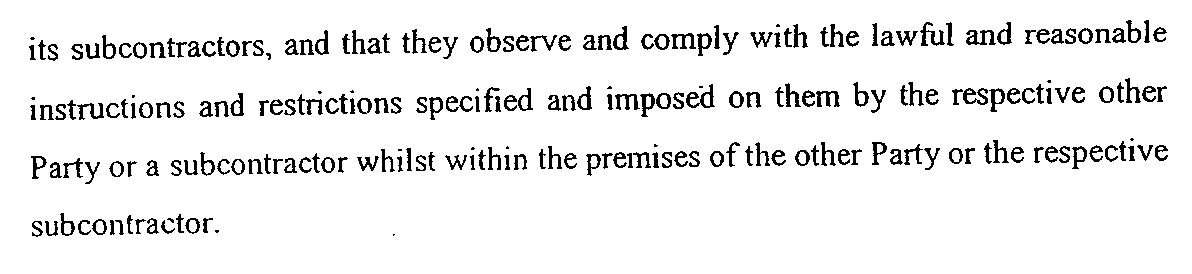 its subcontractors, and that they observe and comply with the lawful and reasonable
instructions and restrictions specified and imposed on them by the respective other
Party or a subcontractor whilst within the premises of the other Party or the respective
subcontractor.